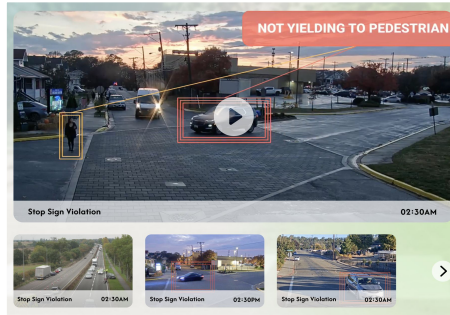 NOT YIELDING TO PEDESTRIAN
Stop Sign Violation 02:30AM
Stop Sign Violation 02:30AM
Stop Sign Violation 02:30PM
Stop Sign Violation 02:30AM